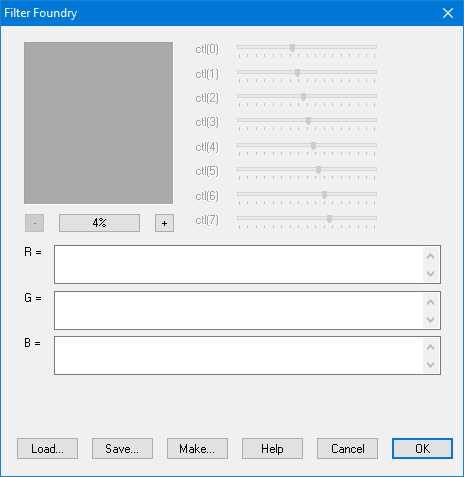 Filter Foundry
ctl(0)
ctl(1)
ctl(2)
ctl(3)
ctl(4)
ctl(5)
ctl(6)
ctl(7)
- 4% +
R =
G =
B =
Load... Save... Make... Help Cancel OK